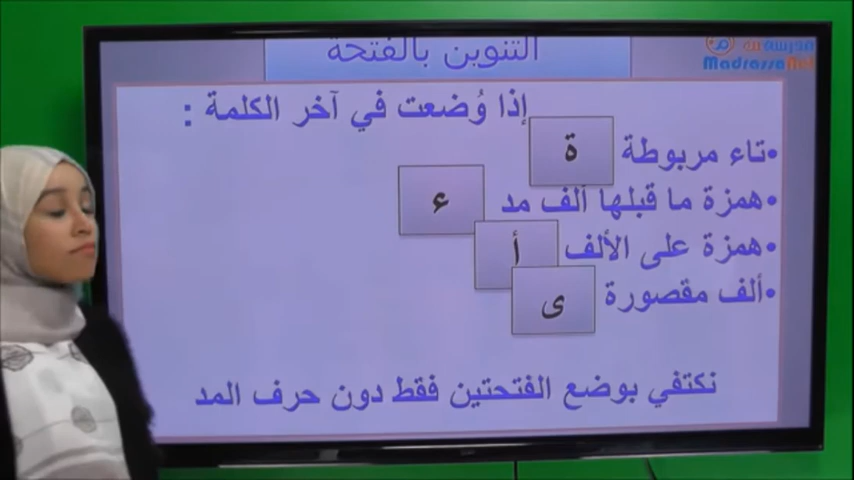 التنوين بالفتحة
مدرسة نت
MadrassaNet
إذا وُضعت في آخر الكلمة :
•تاء مربوطة ة
•همزة ما قبلها ألف مد ء
•همزة على الألف أ
•ألف مقصورة ى
نكتفي بوضع الفتحتين فقط دون حرف المد